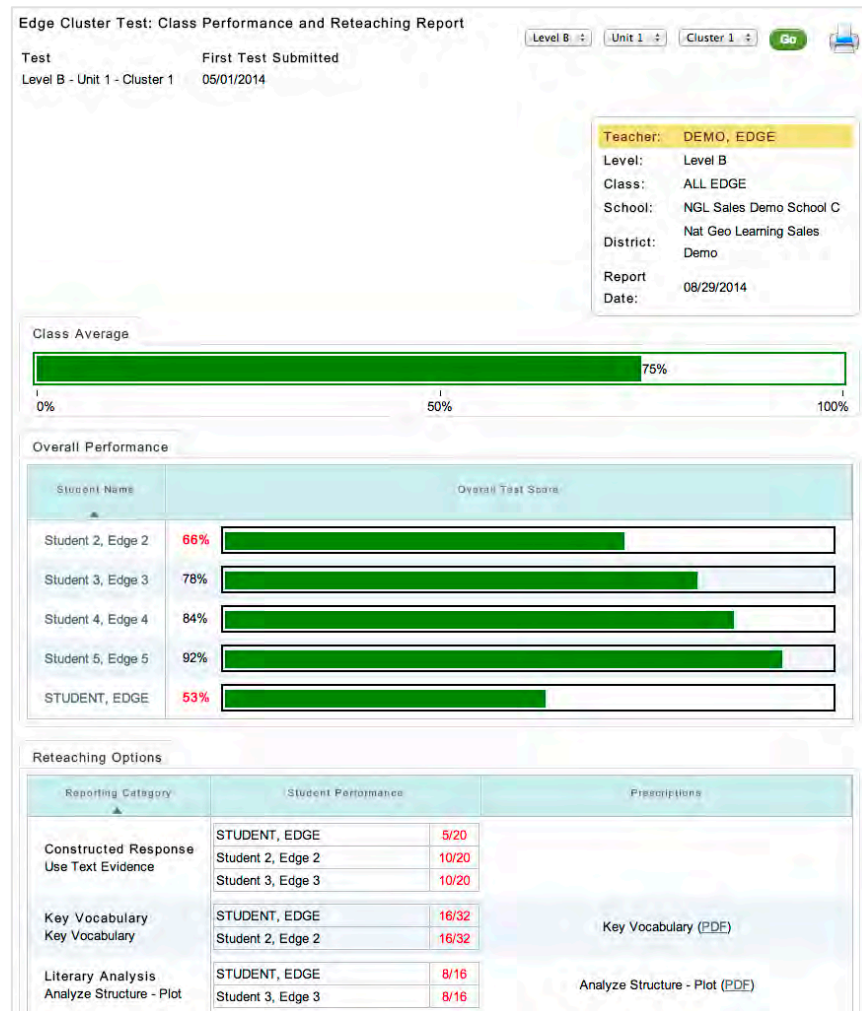 Edge Cluster Test: Class Performance and Reteaching Report
Level B Unit 1 Cluster 1 Go
Test First Test Submitted
Level B - Unit 1 - Cluster 1 05/01/2014
Teacher: DEMO, EDGE
Level: Level B
Class: ALL EDGE
School: NGL Sales Demo School C
District: Nat Geo Learning Sales
Demo
Report
Date: 08/29/2014
Class Average
75%
0% 50% 100%
Overall Performance
Student Name Overall Test Score
Student 2, Edge 2 66%
Student 3, Edge 3 78%
Student 4, Edge 4 84%
Student 5, Edge 5 92%
STUDENT, EDGE 53%
Reteaching Options
Reporting Category Student Performance Prescriptions
Constructed Response
Use Text Evidence
STUDENT, EDGE 5/20
Student 2, Edge 2 10/20
Student 3, Edge 3 10/20
Key Vocabulary
Key Vocabulary
STUDENT, EDGE 16/32
Student 2, Edge 2 16/32
Key Vocabulary (PDF)
Literary Analysis
Analyze Structure - Plot
STUDENT, EDGE 8/16
Student 3, Edge 3 8/16
Analyze Structure - Plot (PDF)